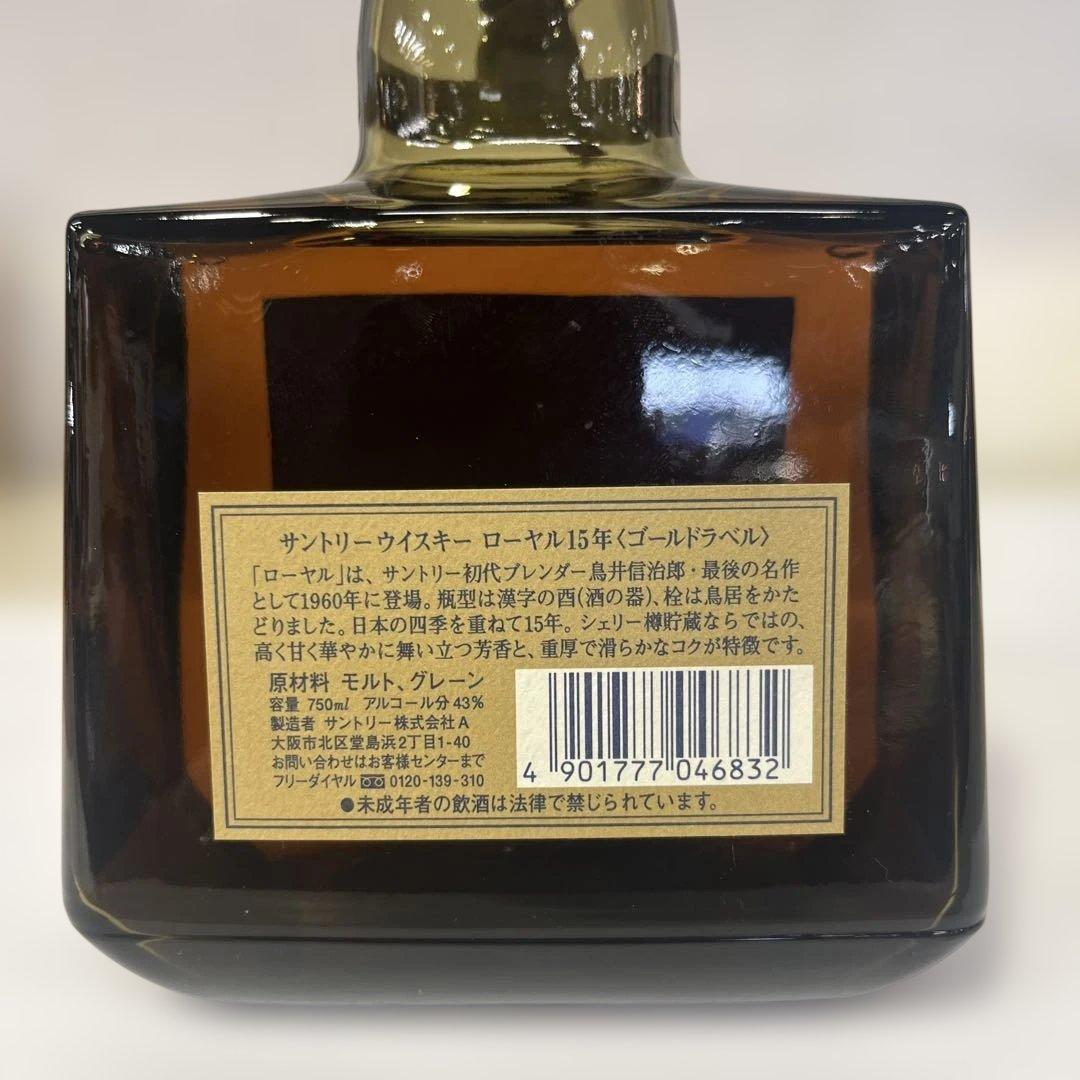 サントリーウイスキー ローヤル15年〈ゴールドラベル〉
「ローヤル」は、サントリー初代ブレンダー鳥井信治郎・最後の名作
として1960年に登場。瓶型は漢字の酉(酒の器)、栓は鳥居をかた
どりました。日本の四季を重ねて15年。シェリー樽貯蔵ならではの、
高く甘く華やかに舞い立つ芳香と、重厚で滑らかなコクが特徴です。
原材料 モルト、グレーン
容量 750ml アルコール分43%
製造者 サントリー株式会社A
大阪市北区堂島浜2丁目1-40
お問い合わせはお客様センターまで
フリーダイヤル 0120-139-310
4 901777 046832
●未成年者の飲酒は法律で禁じられています。